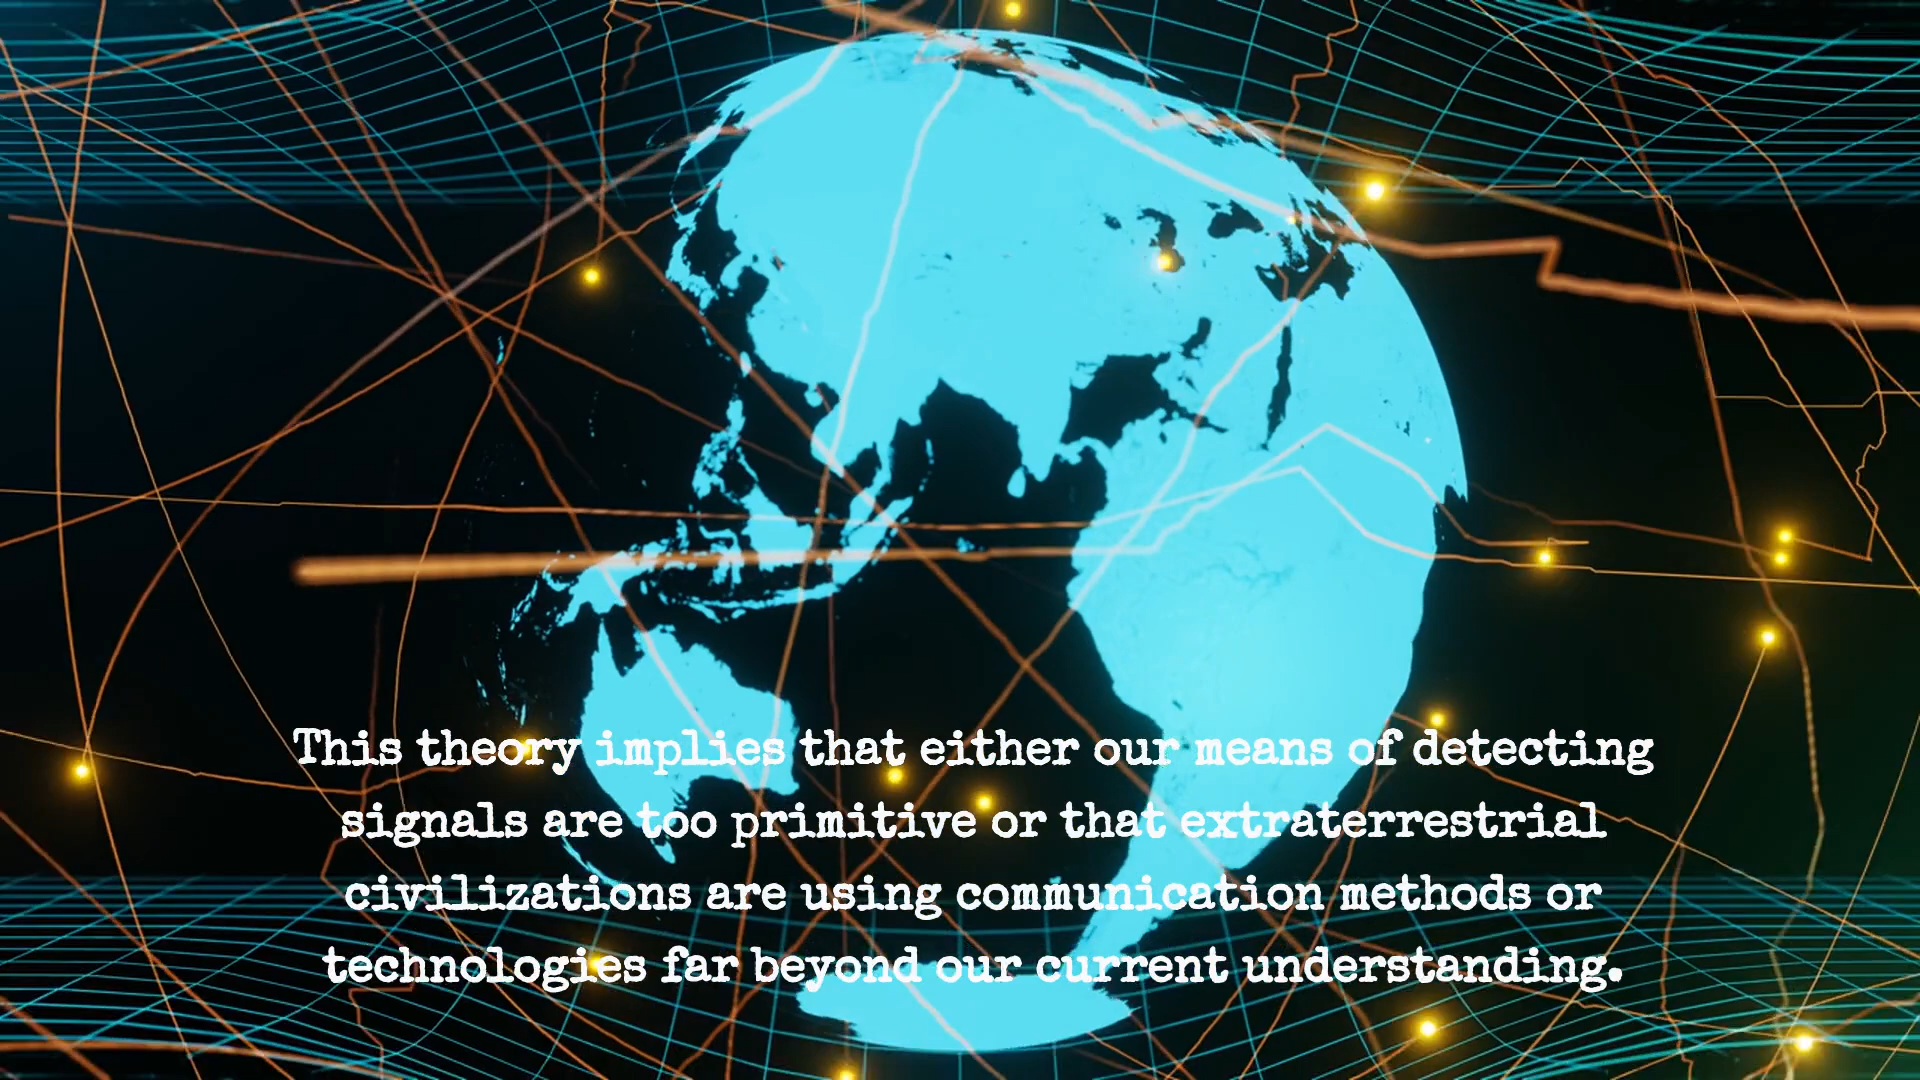 This theory implies that either our means of detecting
signals are too primitive or that extraterrestrial
civilizations are using communication methods or
technologies far beyond our current understanding.